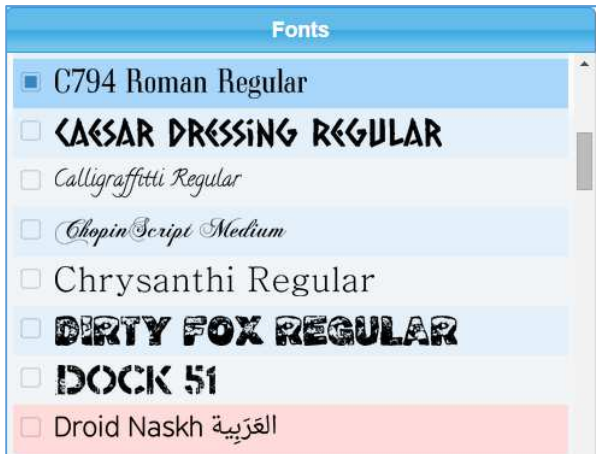 Fonts
C794 Roman Regular
CAESAR DRESSiNG REGULAR
Calligraffitti Regular
ChopinScript Medium
Chrysanthi Regular
DIRTY FOX REGULAR
DOCK 51
Droid Naskh العَرَبِية